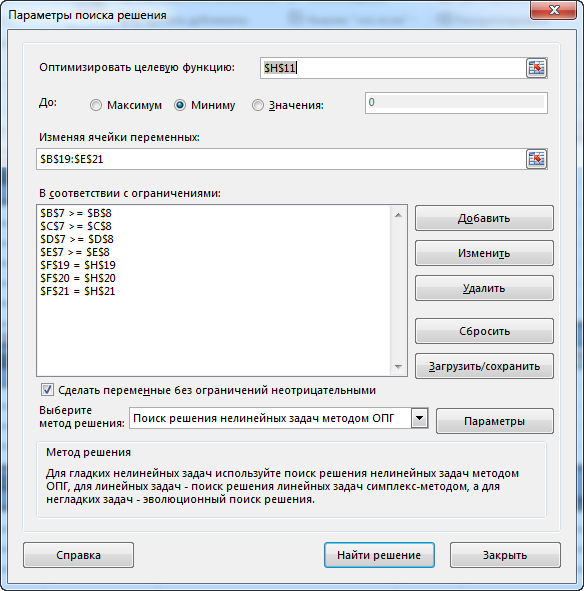 Параметры поиска решения
Оптимизировать целевую функцию: $H$11
До: Максимум Миниму Значения: 0
Изменяя ячейки переменных:
$B$19:$E$21
В соответствии с ограничениями:
$B$7 >= $B$8
$C$7 >= $C$8
$D$7 >= $D$8
$E$7 >= $E$8
$F$19 = $H$19
$F$20 = $H$20
$F$21 = $H$21
Добавить
Изменить
Удалить
Сбросить
Загрузить/сохранить
Сделать переменные без ограничений неотрицательными
Выберите
метод решения: Поиск решения нелинейных задач методом ОПГ Параметры
Метод решения
Для гладких нелинейных задач используйте поиск решения нелинейных задач методом
ОПГ, для линейных задач - поиск решения линейных задач симплекс-методом, а для
негладких задач - эволюционный поиск решения.
Справка Найти решение Закрыть